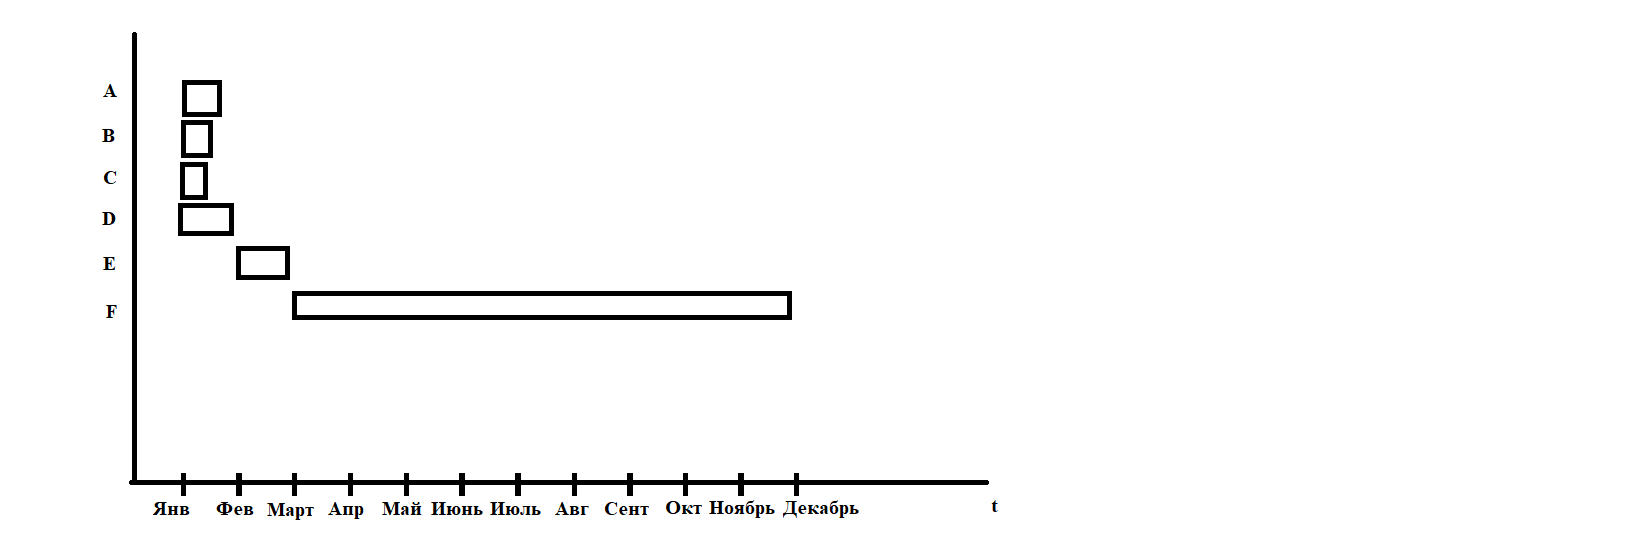 A
B
C
D
E
F
Янв Фев Март Апр Май Июнь Июль Авг Сент Окт Ноябрь Декабрь t